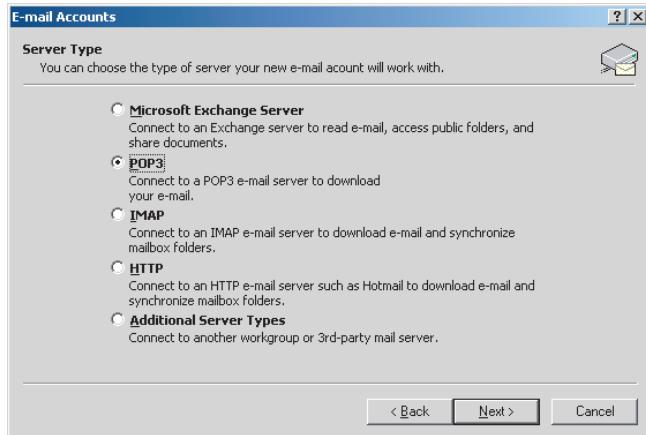 E-mail Accounts
Server Type
You can choose the type of server your new e-mail acount will work with.
Microsoft Exchange Server
Connect to an Exchange server to read e-mail, access public folders, and
share documents.
POP3
Connect to a POP3 e-mail server to download
your e-mail.
IMAP
Connect to an IMAP e-mail server to download e-mail and synchronize
mailbox folders.
HTTP
Connect to an HTTP e-mail server such as Hotmail to download e-mail and
synchronize mailbox folders.
Additional Server Types
Connect to another workgroup or 3rd-party mail server.
< Back Next > Cancel